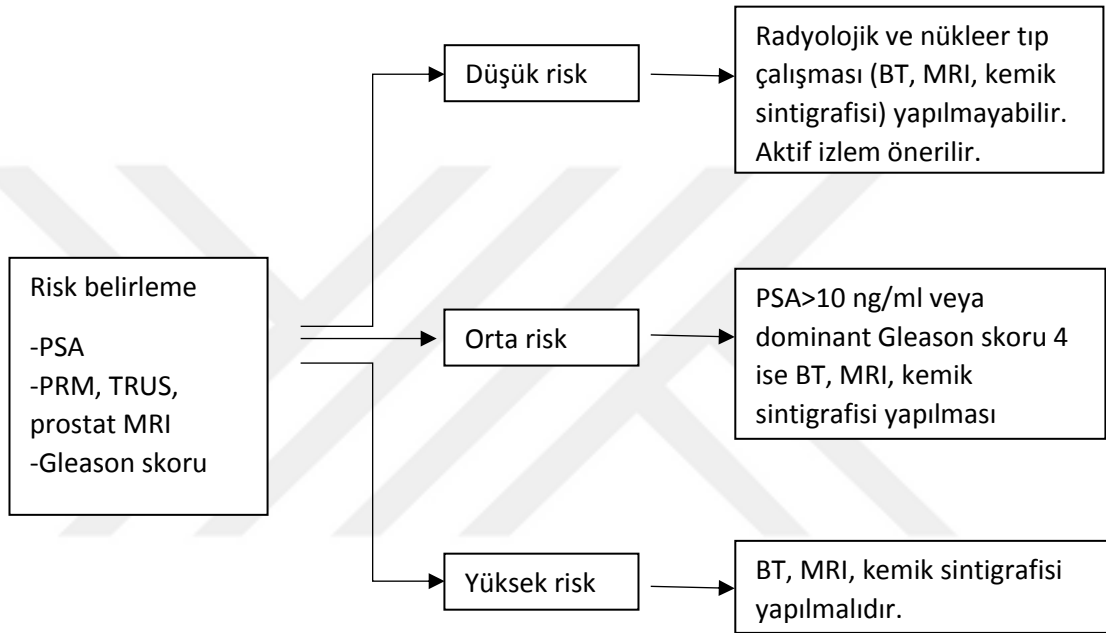 Risk belirleme
-PSA
-PRM, TRUS,
prostat MRI
-Gleason skoru
Düşük risk
Radyolojik ve nükleer tıp
çalışması (BT, MRI, kemik
sintigrafisi) yapılmayabilir.
Aktif izlem önerilir.
Orta risk
PSA>10 ng/ml veya
dominant Gleason skoru 4
ise BT, MRI, kemik
sintigrafisi yapılması
Yüksek risk
BT, MRI, kemik sintigrafisi
yapılmalıdır.